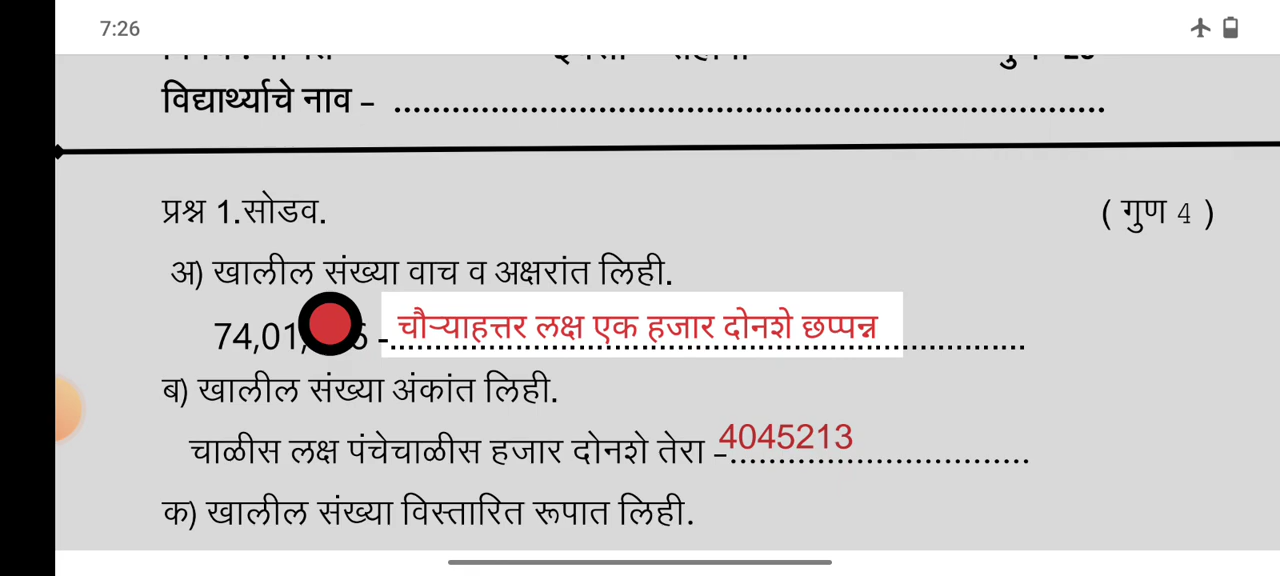 7:26
विद्यार्थ्याचे नाव – ........................................................................
प्रश्न 1.सोडव. ( गुण 4 )
अ) खालील संख्या वाच व अक्षरांत लिही.
74,01, 6 - चौऱ्याहत्तर लक्ष एक हजार दोनशे छप्पन्न ................
ब) खालील संख्या अंकांत लिही.
चाळीस लक्ष पंचेचाळीस हजार दोनशे तेरा – 4045213 ..................
क) खालील संख्या विस्तारित रूपात लिही.